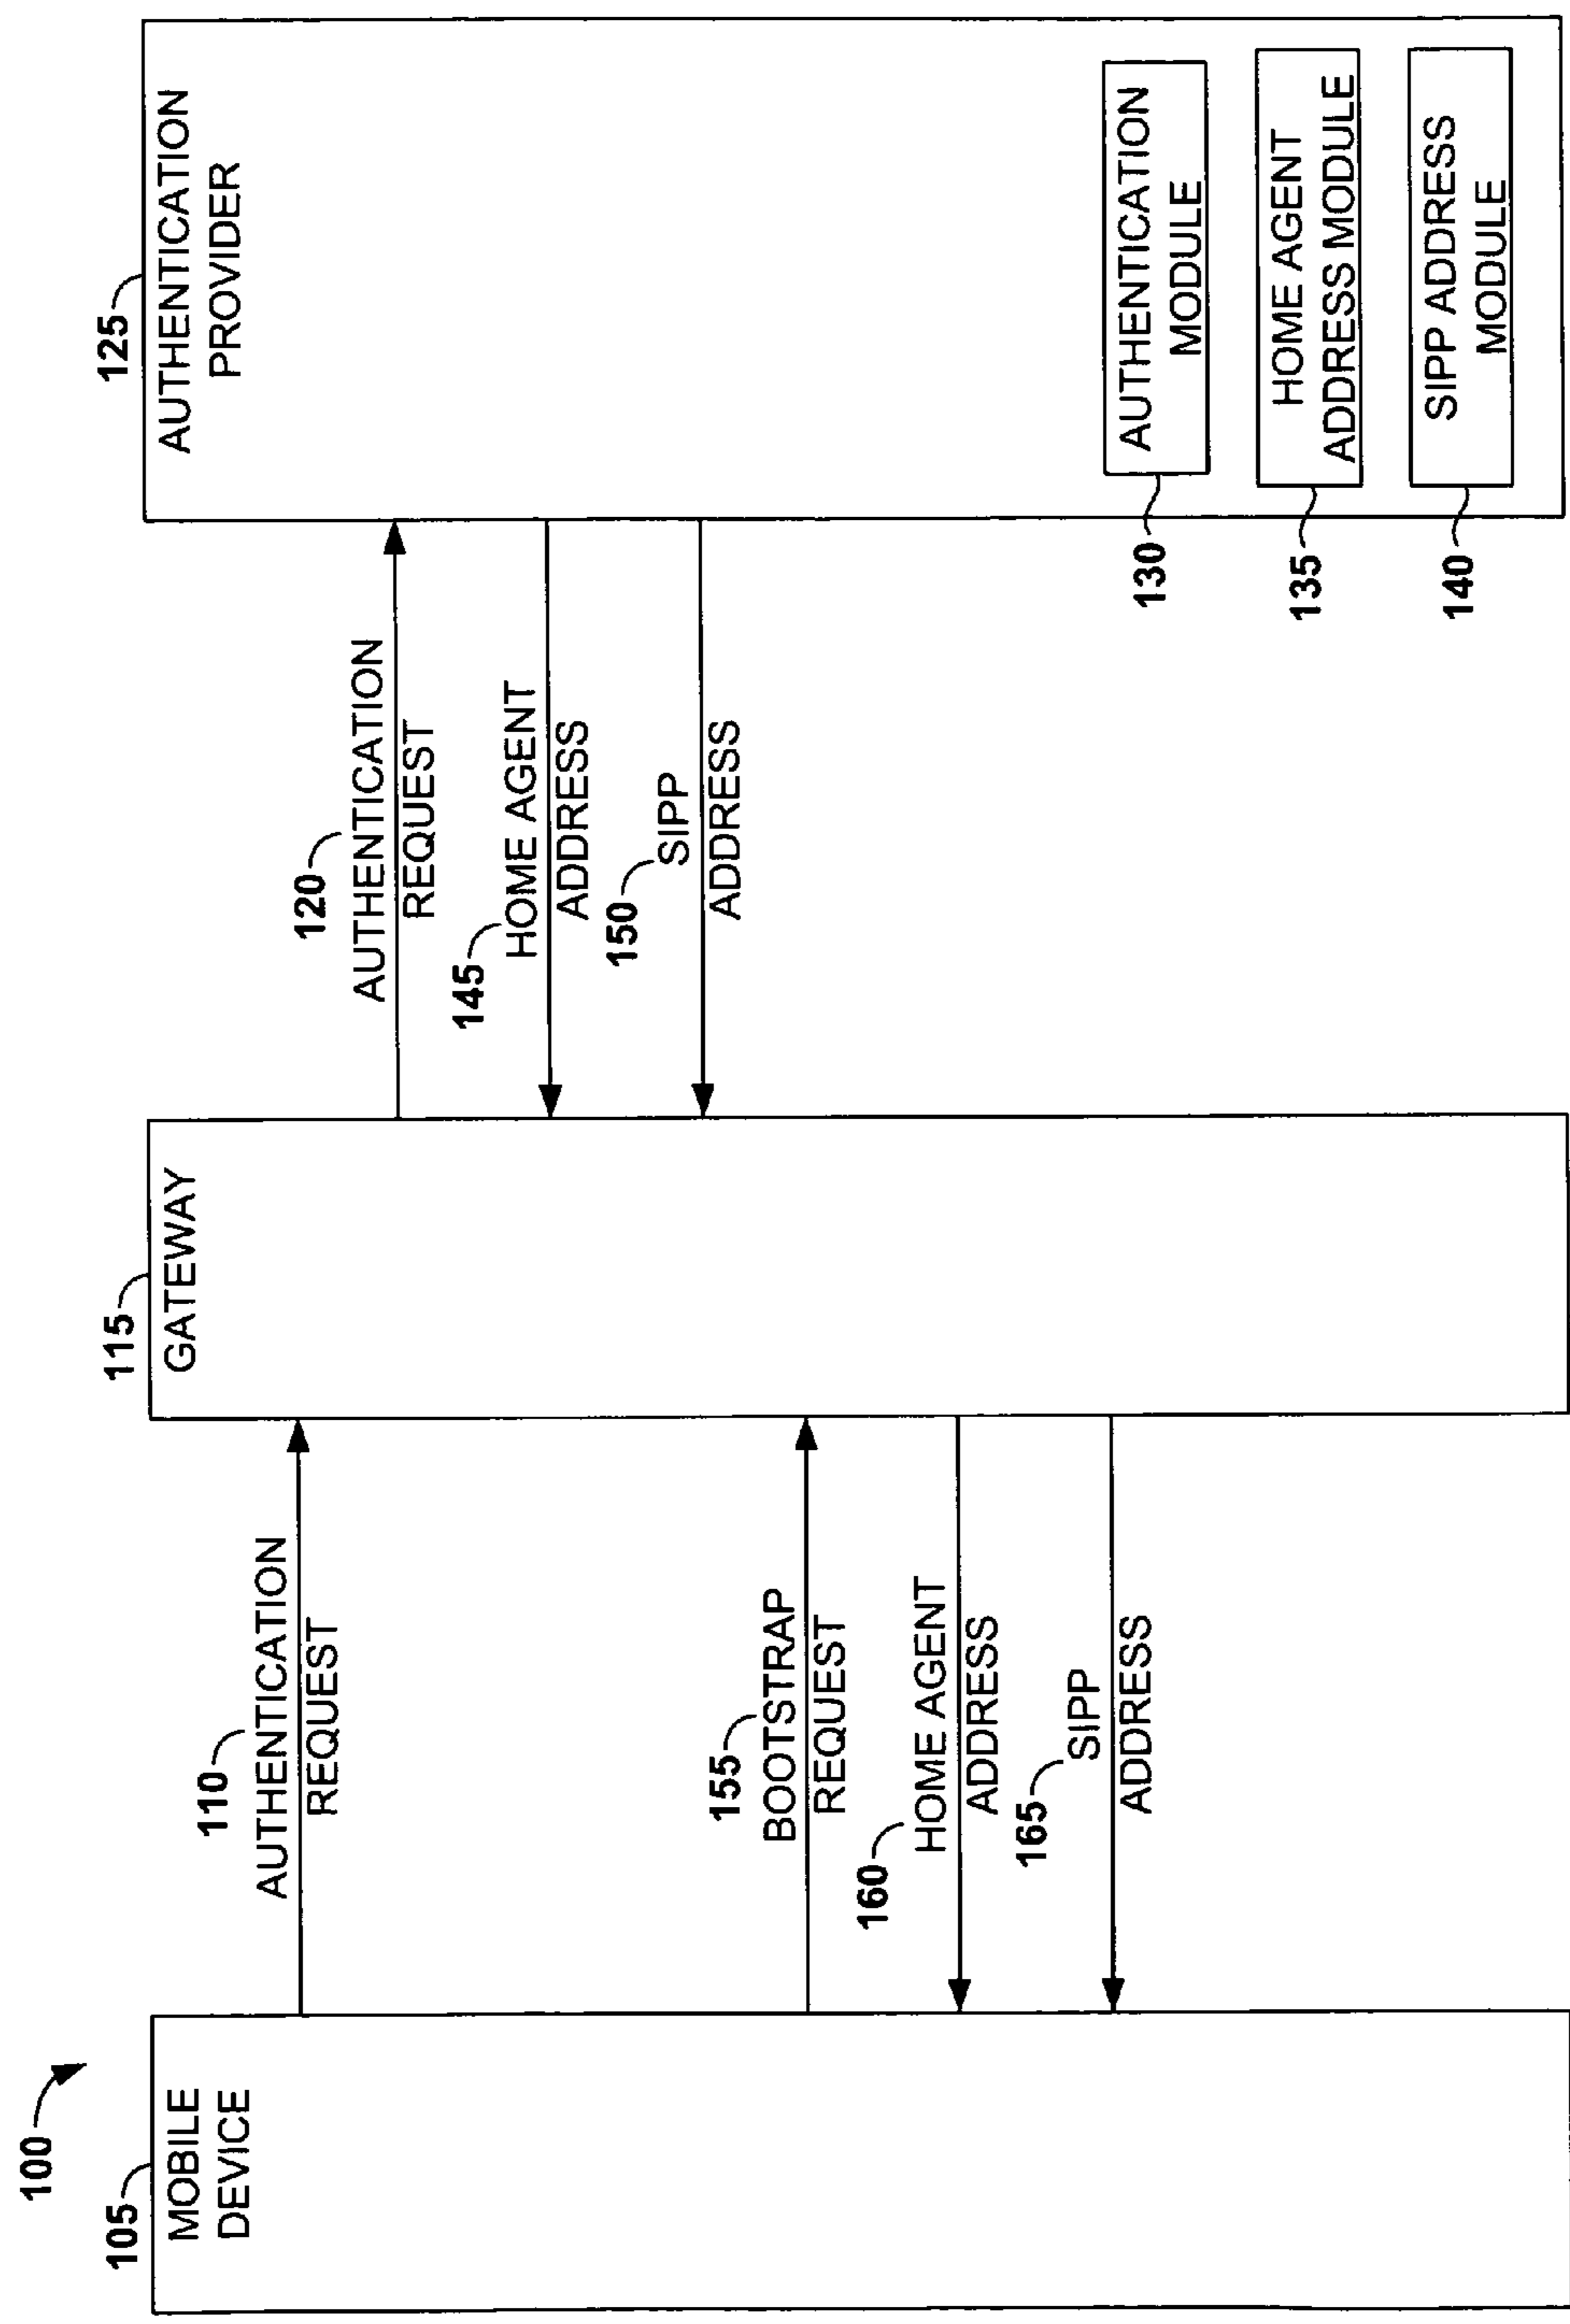 100
105
MOBILE
DEVICE
110
AUTHENTICATION
REQUEST
155
BOOTSTRAP
REQUEST
160
HOME AGENT
ADDRESS
165
SIPP
ADDRESS
115
GATEWAY
120
AUTHENTICATION
REQUEST
145
HOME AGENT
ADDRESS
150
SIPP
ADDRESS
125
AUTHENTICATION
PROVIDER
130
AUTHENTICATION
MODULE
135
HOME AGENT
ADDRESS MODULE
140
SIPP ADDRESS
MODULE